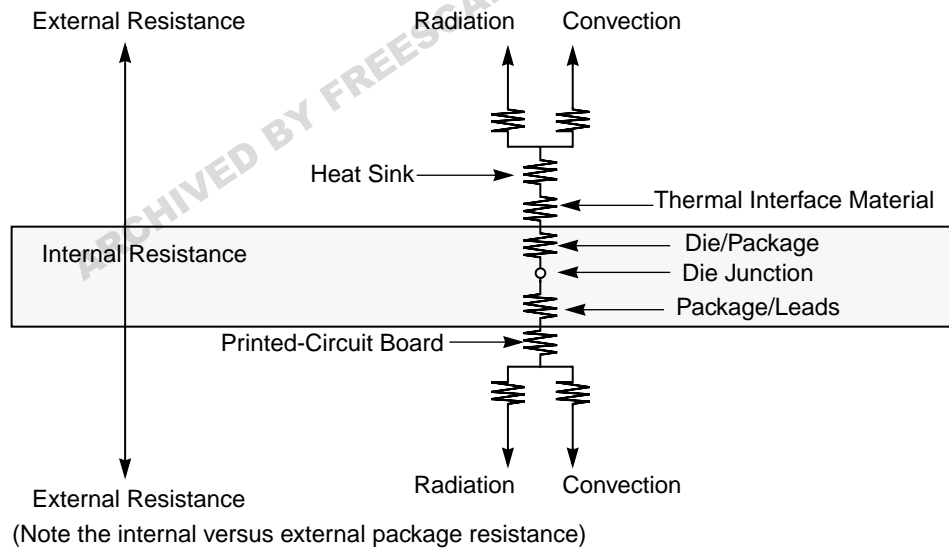 External Resistance
Radiation Convection
ARCHIVED BY
Heat Sink
Thermal Interface Material
Internal Resistance
Die/Package
Die Junction
Package/Leads
Printed-Circuit Board
Radiation Convection
External Resistance
(Note the internal versus external package resistance)